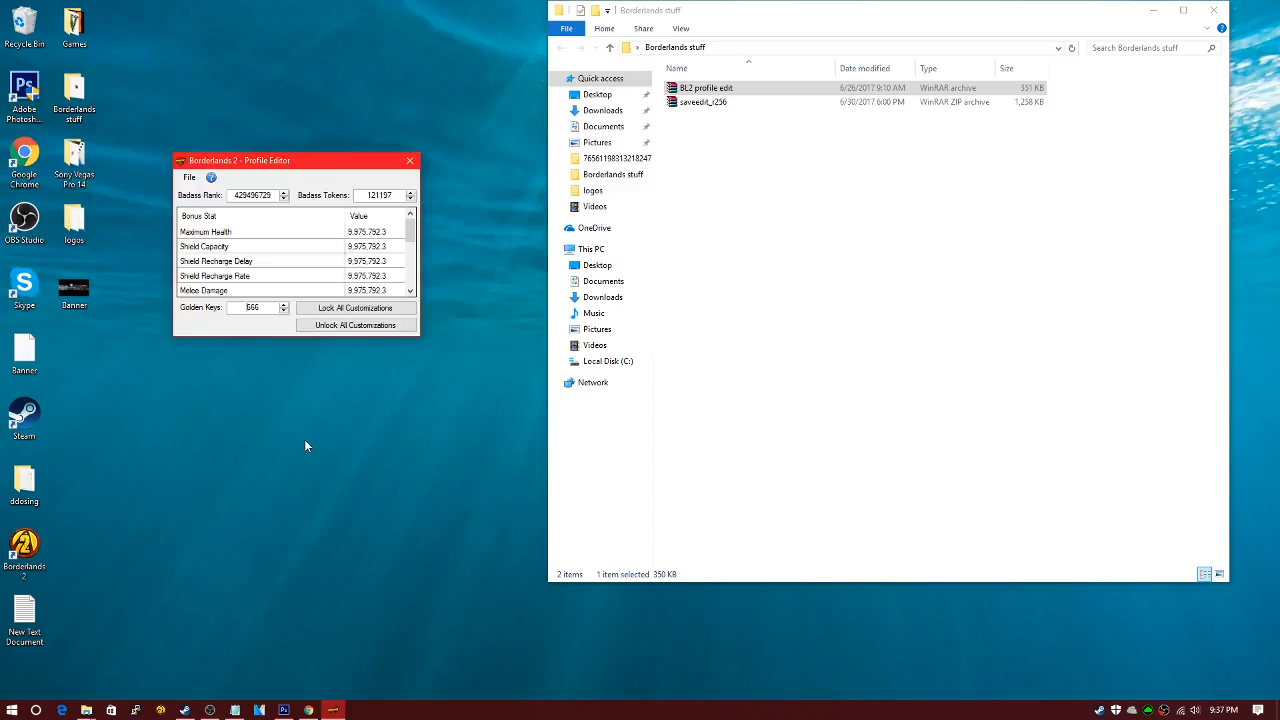 Recycle Bin
Games
Adobe Photosh...
Borderlands stuff
Google Chrome
Sony Vegas Pro 14
OBS Studio
logos
Skype
Banner
Banner
Steam
ddosing
Borderlands 2
New Text Document
Borderlands 2 - Profile Editor
File
Badass Rank: 429496729 Badass Tokens: 121197
Bonus Stat Value
Maximum Health 9,975,792.3
Shield Capacity 9,975,792.3
Shield Recharge Delay 9,975,792.3
Shield Recharge Rate 9,975,792.3
Melee Damage 9,975,792.3
Golden Keys: 666 Lock All Customizations
Unlock All Customizations
Borderlands stuff
File Home Share View
Borderlands stuff
Search Borderlands stuff
Name Date modified Type Size
BL2 profile edit 6/26/2017 9:10 AM WinRAR archive 351 KB
saveedit_r256 6/30/2017 6:00 PM WinRAR ZIP archive 1,258 KB
Quick access
Desktop
Downloads
Documents
Pictures
76561198313218247
Borderlands stuff
logos
Videos
OneDrive
This PC
Desktop
Documents
Downloads
Music
Pictures
Videos
Local Disk (C:)
Network
2 items 1 item selected 350 KB
9:37 PM